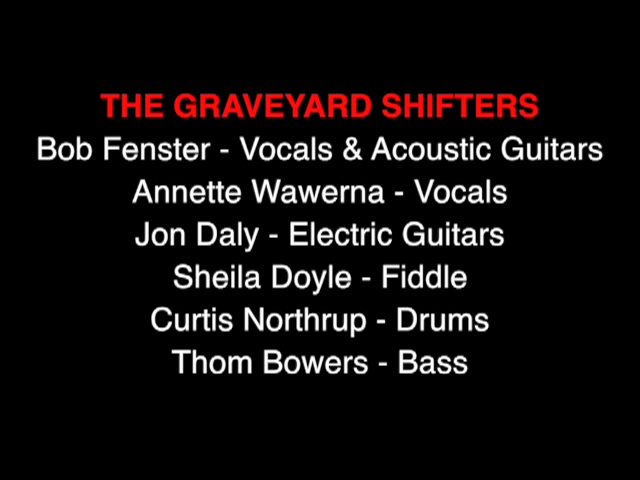 THE GRAVEYARD SHIFTERS
Bob Fenster - Vocals & Acoustic Guitars
Annette Wawerna - Vocals
Jon Daly - Electric Guitars
Sheila Doyle - Fiddle
Curtis Northrup - Drums
Thom Bowers - Bass